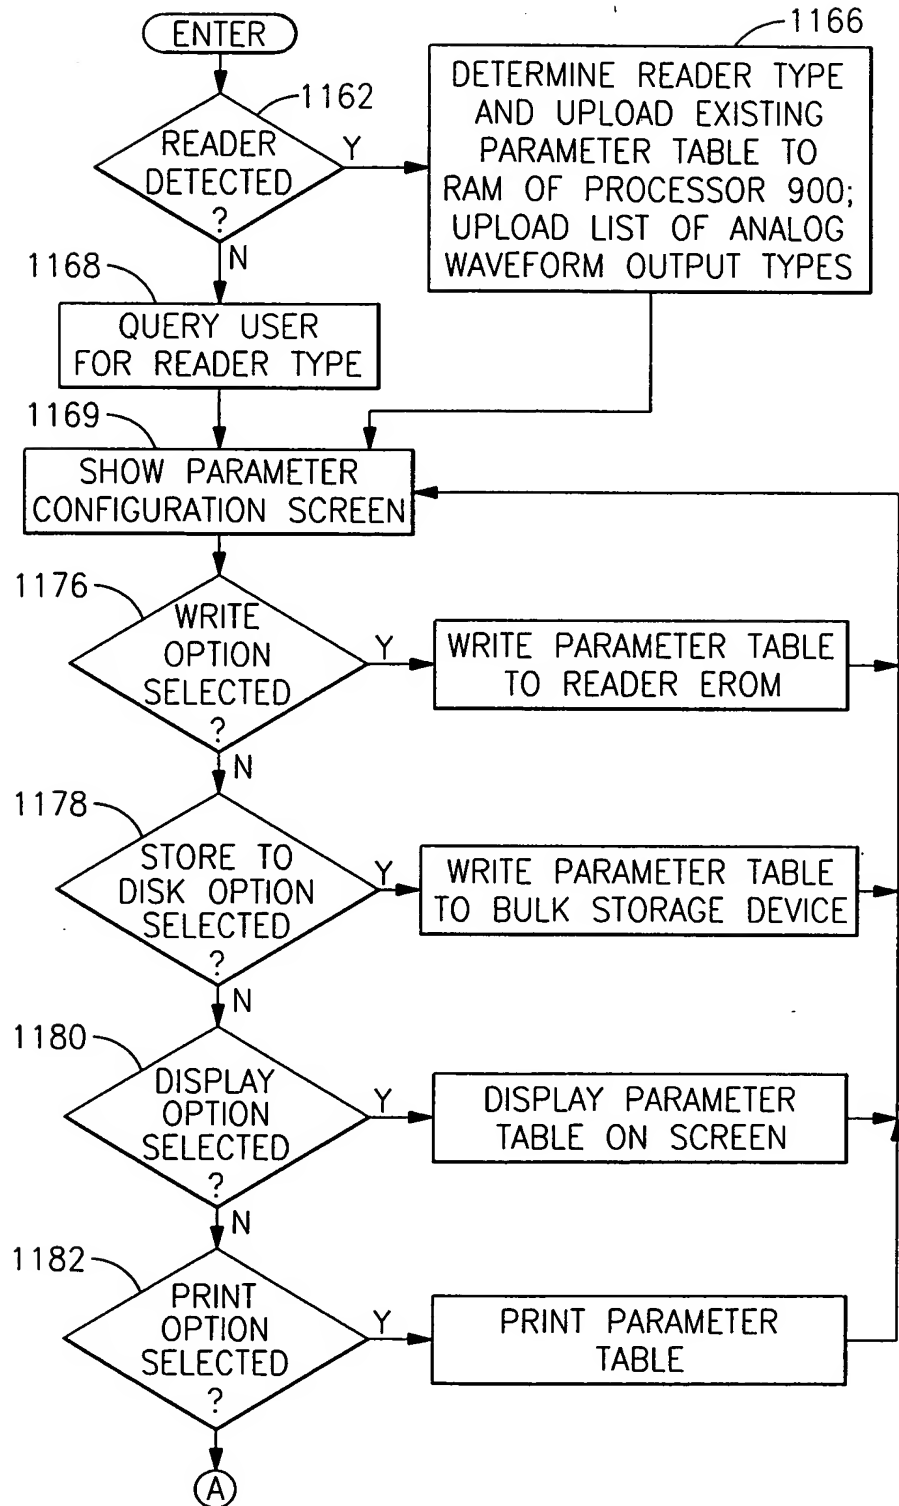 ENTER
1162
READER
DETECTED
?
Y
N
1166
DETERMINE READER TYPE
AND UPLOAD EXISTING
PARAMETER TABLE TO
RAM OF PROCESSOR 900;
UPLOAD LIST OF ANALOG
WAVEFORM OUTPUT TYPES
1168
QUERY USER
FOR READER TYPE
1169
SHOW PARAMETER
CONFIGURATION SCREEN
1176
WRITE
OPTION
SELECTED
?
Y
N
WRITE PARAMETER TABLE
TO READER EROM
1178
STORE TO
DISK OPTION
SELECTED
?
Y
N
WRITE PARAMETER TABLE
TO BULK STORAGE DEVICE
1180
DISPLAY
OPTION
SELECTED
?
Y
N
DISPLAY PARAMETER
TABLE ON SCREEN
1182
PRINT
OPTION
SELECTED
?
Y
PRINT PARAMETER
TABLE
A